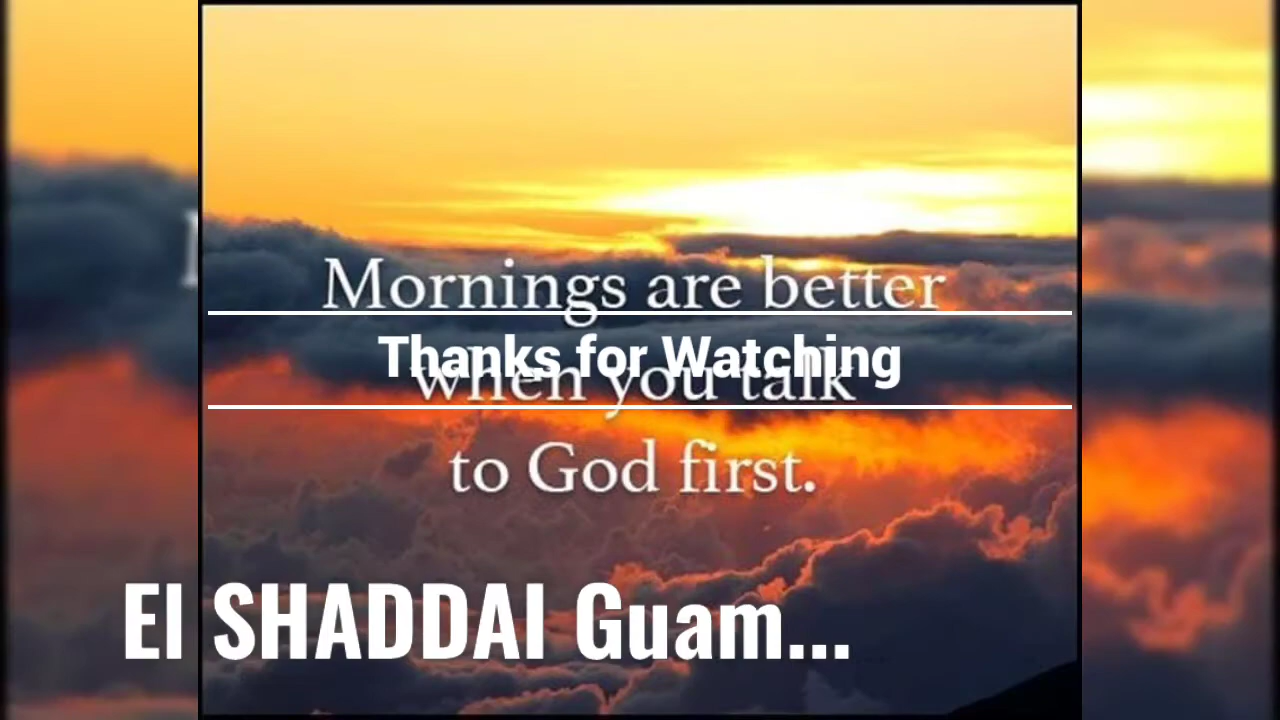 Mornings are better
Thanks for Watching
when you talk
to God first.
El SHADDAI Guam...